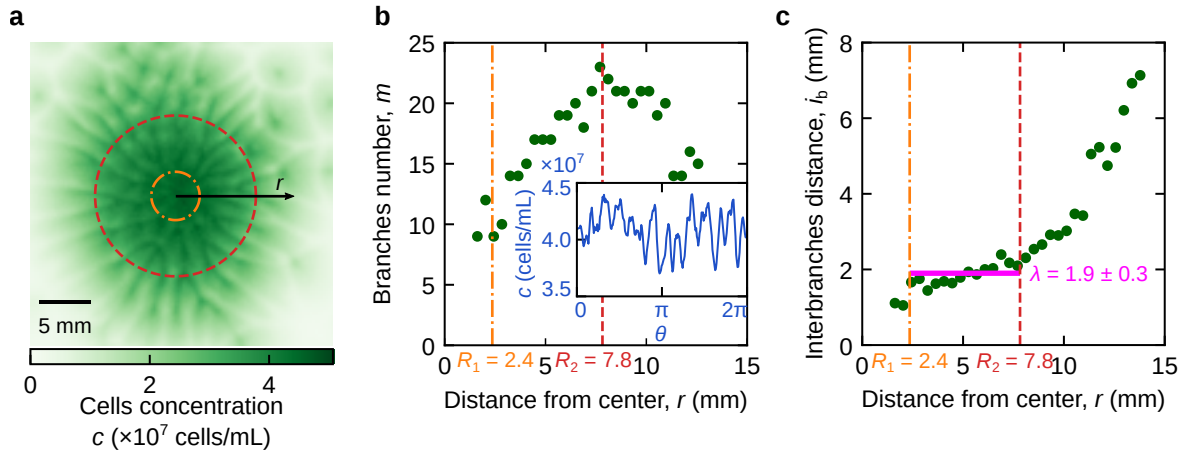 a
r
5 mm
0 2 4
Cells concentration
c (×10⁷ cells/mL)
b
25
20
15
10
5
0
Branches number, m
×10⁷
4.5
4.0
3.5
c (cells/mL)
0 π 2π
θ
0 5 10 15
R₁ = 2.4 R₂ = 7.8
Distance from center, r (mm)
c
8
6
4
2
0
Interbranches distance, i_b (mm)
λ = 1.9 ± 0.3
0 5 10 15
R₁ = 2.4 R₂ = 7.8
Distance from center, r (mm)